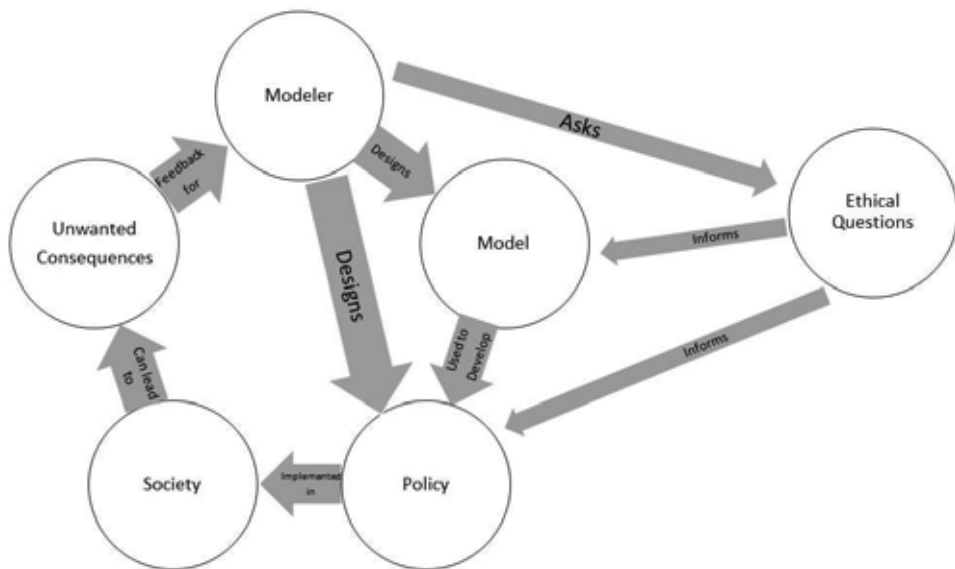 Modeler
Asks
Feedback
for
Designs
Ethical
Questions
Unwanted
Consequences
Model
Informs
Designs
Used to
Develop
Informs
Can lead
to
Society
Implemented
in
Policy